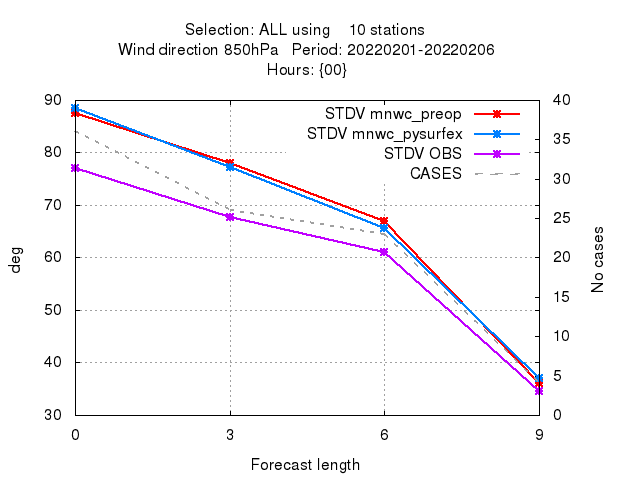 Selection: ALL using    10 stations
Wind direction 850hPa   Period: 20220201-20220206
Hours: {00}
STDV mnwc_preop
STDV mnwc_pysurfex
STDV OBS
CASES
90
80
70
60
50
40
30
40
35
30
25
20
15
10
5
0
deg
No cases
0 3 6 9
Forecast length